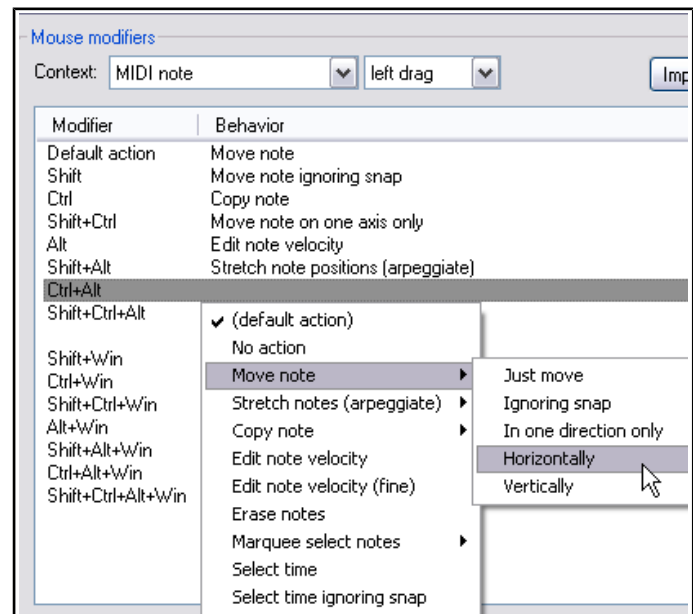 Mouse modifiers
Context: MIDI note left drag Imp
Modifier Behavior
Default action Move note
Shift Move note ignoring snap
Ctrl Copy note
Shift+Ctrl Move note on one axis only
Alt Edit note velocity
Shift+Alt Stretch note positions (arpeggiate)
Ctrl+Alt
Shift+Ctrl+Alt
Shift+Win
Ctrl+Win
Shift+Ctrl+Win
Alt+Win
Shift+Alt+Win
Ctrl+Alt+Win
Shift+Ctrl+Alt+Win
(default action)
No action
Move note
Stretch notes (arpeggiate)
Copy note
Edit note velocity
Edit note velocity (fine)
Erase notes
Marquee select notes
Select time
Select time ignoring snap
Just move
Ignoring snap
In one direction only
Horizontally
Vertically